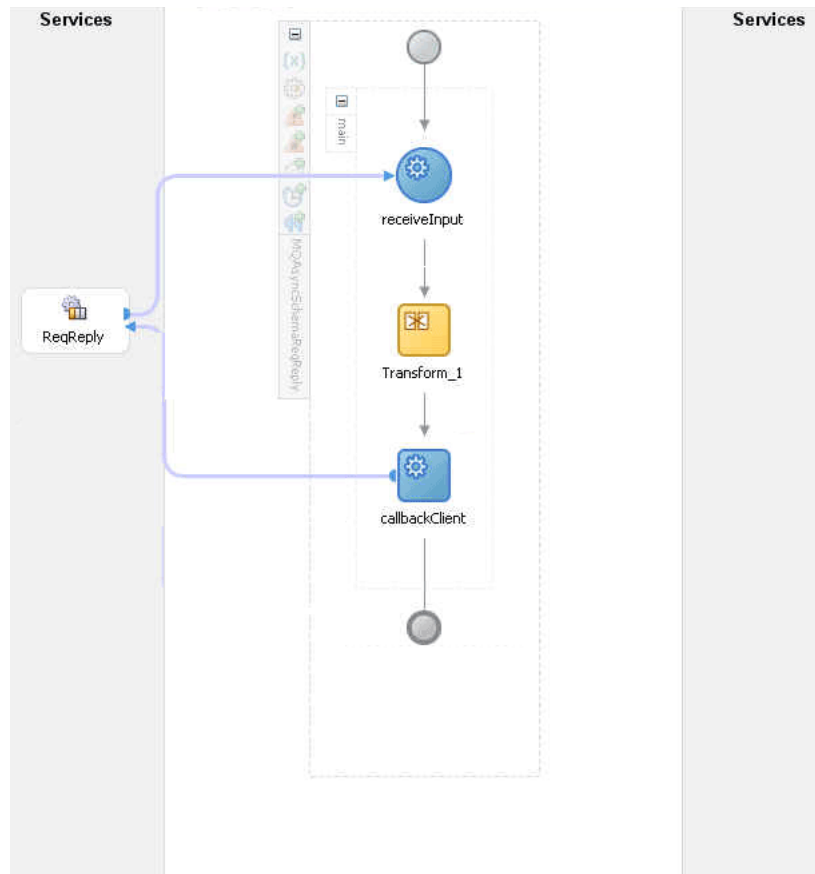 Services
Services
main
receiveInput
MQAsyncSchemaReqReply
ReqReply
Transform_1
callbackClient